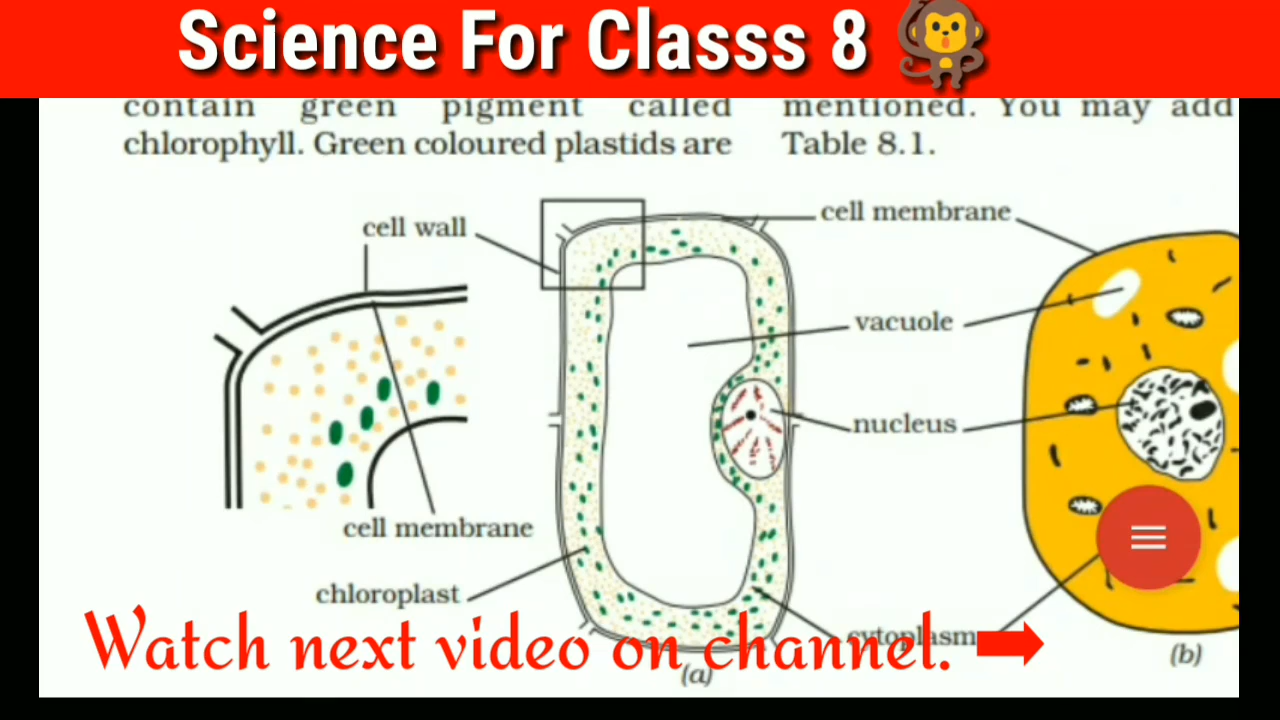 Science For Classs 8
contain green pigment called
chlorophyll. Green coloured plastids are
mentioned. You may add
Table 8.1.
cell wall
cell membrane
vacuole
nucleus
cell membrane
chloroplast
cytoplasm
Watch next video on channel.
(a)
(b)